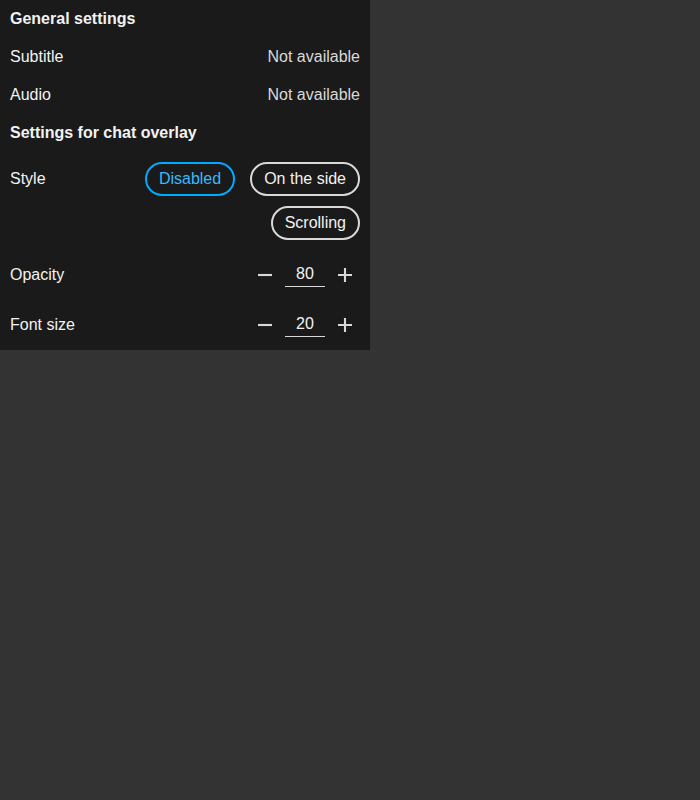 General settings
Subtitle Not available
Audio Not available
Settings for chat overlay
Style Disabled On the side
Scrolling
Opacity 80
Font size 20